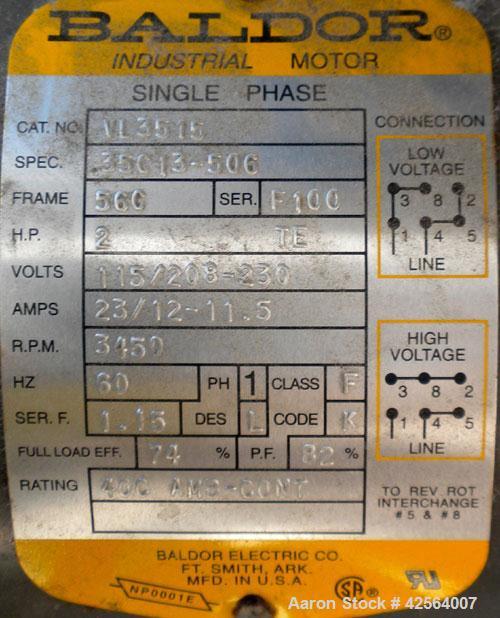 BALDOR®
INDUSTRIAL MOTOR
SINGLE PHASE
CAT. NO. VL3515
SPEC. 35C13-506
FRAME 56C SER. F100
H.P. 2 TE
VOLTS 115/208-230
AMPS 23/12-11.5
R.P.M. 3450
HZ 60 PH 1 CLASS F
SER. F. 1.15 DES L CODE K
FULL LOAD EFF. 74 % P.F. 82 %
RATING 40C AMB-CONT
CONNECTION
LOW
VOLTAGE
3 8 2
1 4 5
LINE
HIGH
VOLTAGE
3 8 2
1 4 5
LINE
TO REV. ROT
INTERCHANGE
#5 & #8
BALDOR ELECTRIC CO.
FT. SMITH, ARK.
MFD. IN U.S.A.
NP0001E
SA®
RU
Aaron Stock # 42564007